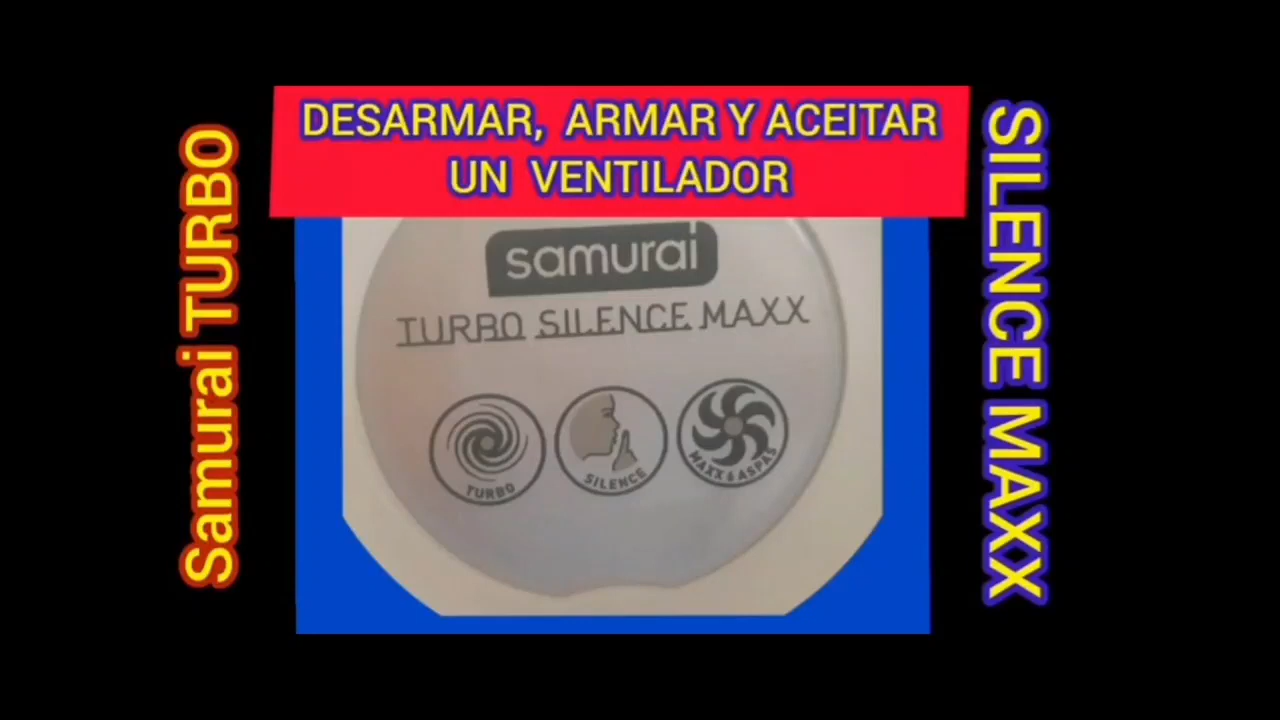 DESARMAR, ARMAR Y ACEITAR
UN VENTILADOR
Samurai TURBO
SILENCE MAXX
samurai
TURBO SILENCE MAXX
TURBO
SILENCE
MAXX 6 ASPAS